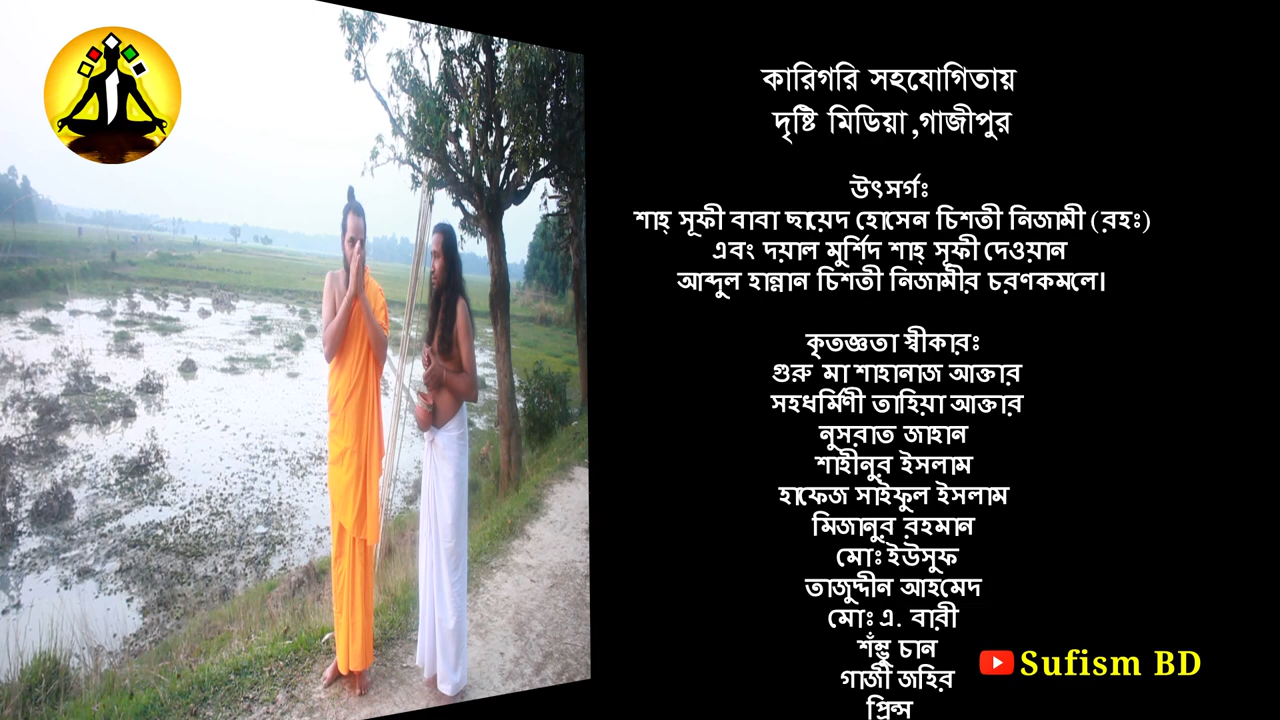 কারিগরি সহযোগিতায়
দৃষ্টি মিডিয়া,গাজীপুর
উৎসর্গঃ
শাহ্ সূফী বাবা ছায়েদ হোসেন চিশতী নিজামী (রহঃ)
এবং দয়াল মুর্শিদ শাহ্ সূফী দেওয়ান
আব্দুল হান্নান চিশতী নিজামীর চরণকমলে।
কৃতজ্ঞতা স্বীকারঃ
গুরু মা শাহানাজ আক্তার
সহধর্মিণী তাহিয়া আক্তার
নুসরাত জাহান
শাহীনুর ইসলাম
হাফেজ সাইফুল ইসলাম
মিজানুর রহমান
মোঃ ইউসুফ
তাজুদ্দীন আহমেদ
মোঃ এ. বারী
শঁম্ভু চান
গাজী জহির
প্রিন্স
Sufism BD